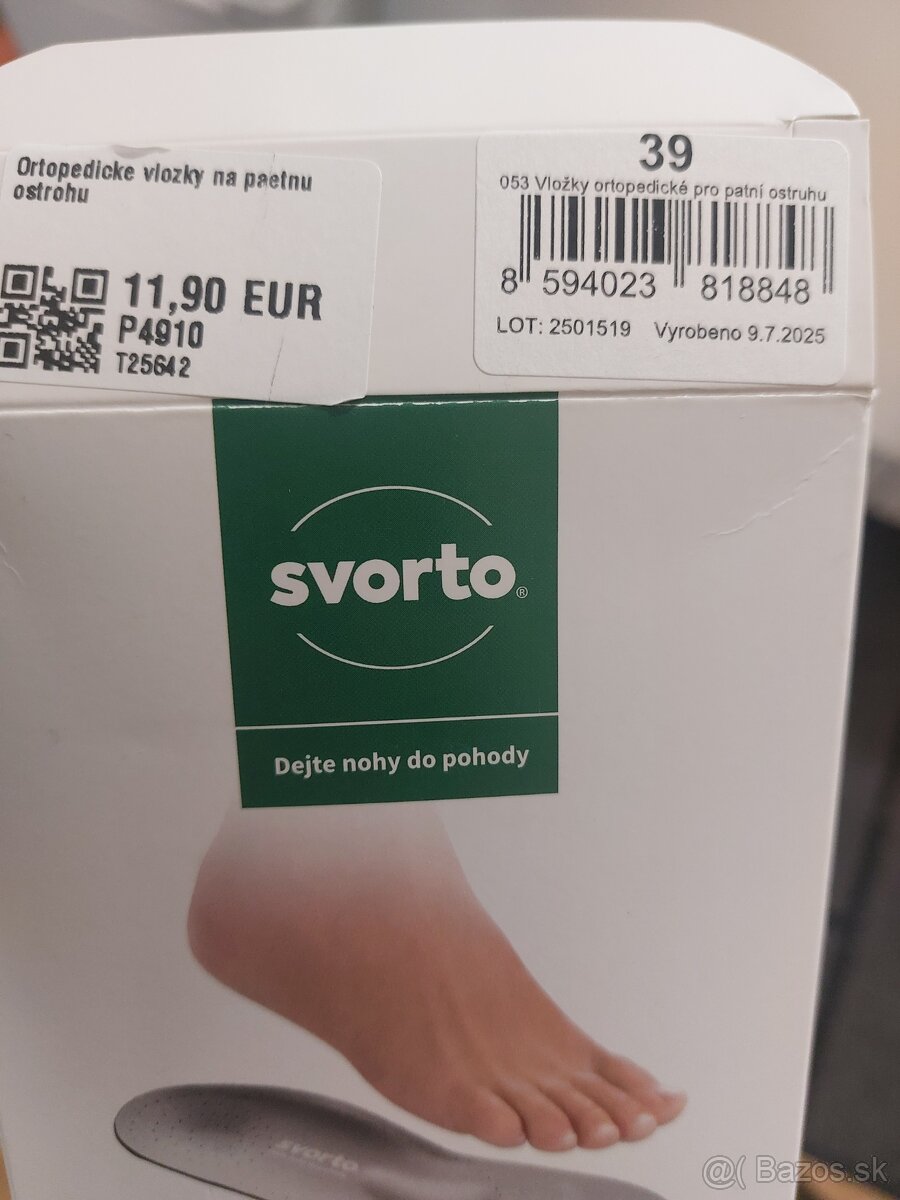 Ortopedicke vlozky na paetnu
ostrohu
11,90 EUR
P4910
T25642
39
053 Vložky ortopedické pro patní ostruhu
8 594023 818848
LOT: 2501519 Vyrobeno 9.7.2025
svorto®
Dejte nohy do pohody
svorto
@( Bazos.sk